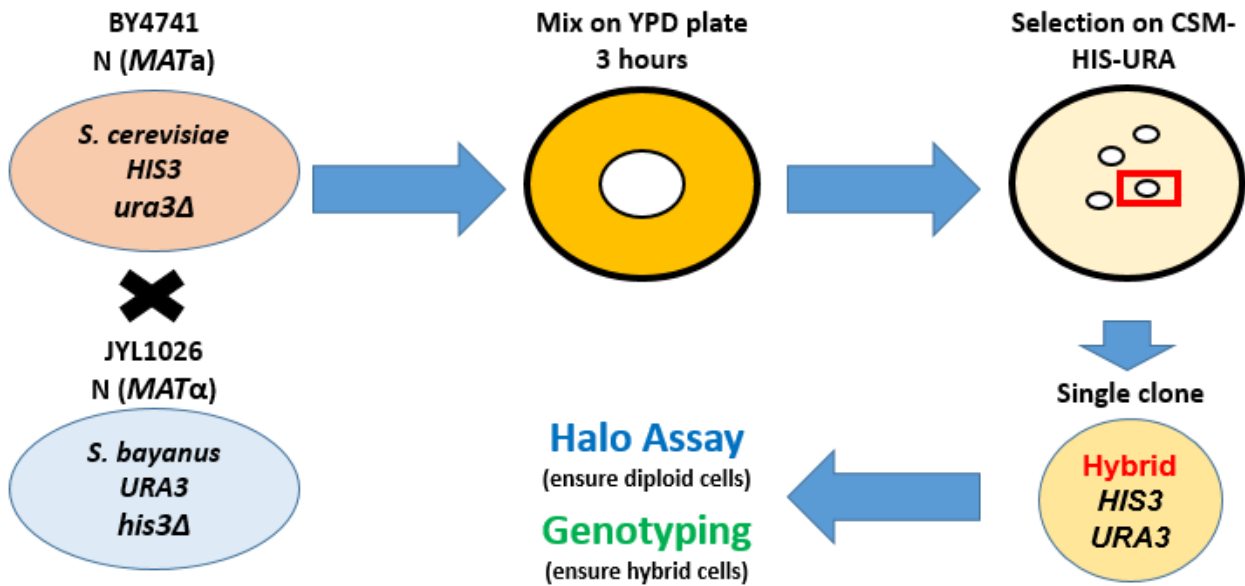 BY4741
N (MATa)
S. cerevisiae
HIS3
ura3Δ
JYL1026
N (MATα)
S. bayanus
URA3
his3Δ
Mix on YPD plate
3 hours
Selection on CSM-
HIS-URA
Single clone
Hybrid
HIS3
URA3
Halo Assay
(ensure diploid cells)
Genotyping
(ensure hybrid cells)